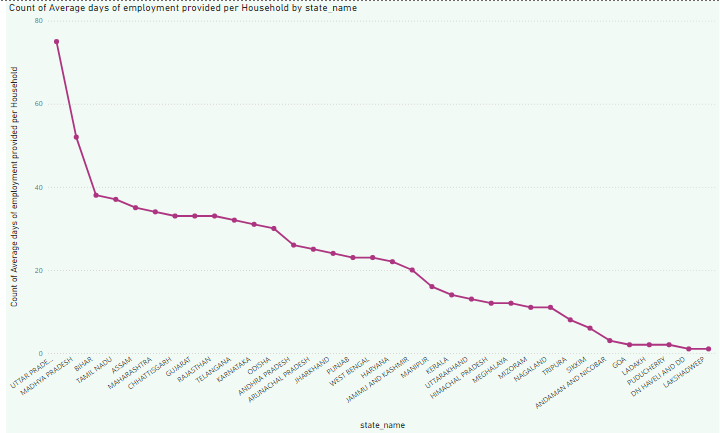 Count of Average days of employment provided per Household by state_name
Count of Average days of employment provided per Household
80
60
40
20
0
UTTAR PRADE...
MADHYA PRADESH
BIHAR
TAMIL NADU
ASSAM
MAHARASHTRA
CHHATTISGARH
GUJARAT
RAJASTHAN
TELANGANA
KARNATAKA
ODISHA
ANDHRA PRADESH
ARUNACHAL PRADESH
JHARKHAND
PUNJAB
WEST BENGAL
HARYANA
JAMMU AND KASHMIR
MANIPUR
KERALA
UTTARAKHAND
HIMACHAL PRADESH
MEGHALAYA
MIZORAM
NAGALAND
TRIPURA
SIKKIM
ANDAMAN AND NICOBAR
GOA
LADAKH
PUDUCHERRY
DN HAVELI AND DD
LAKSHADWEEP
state_name